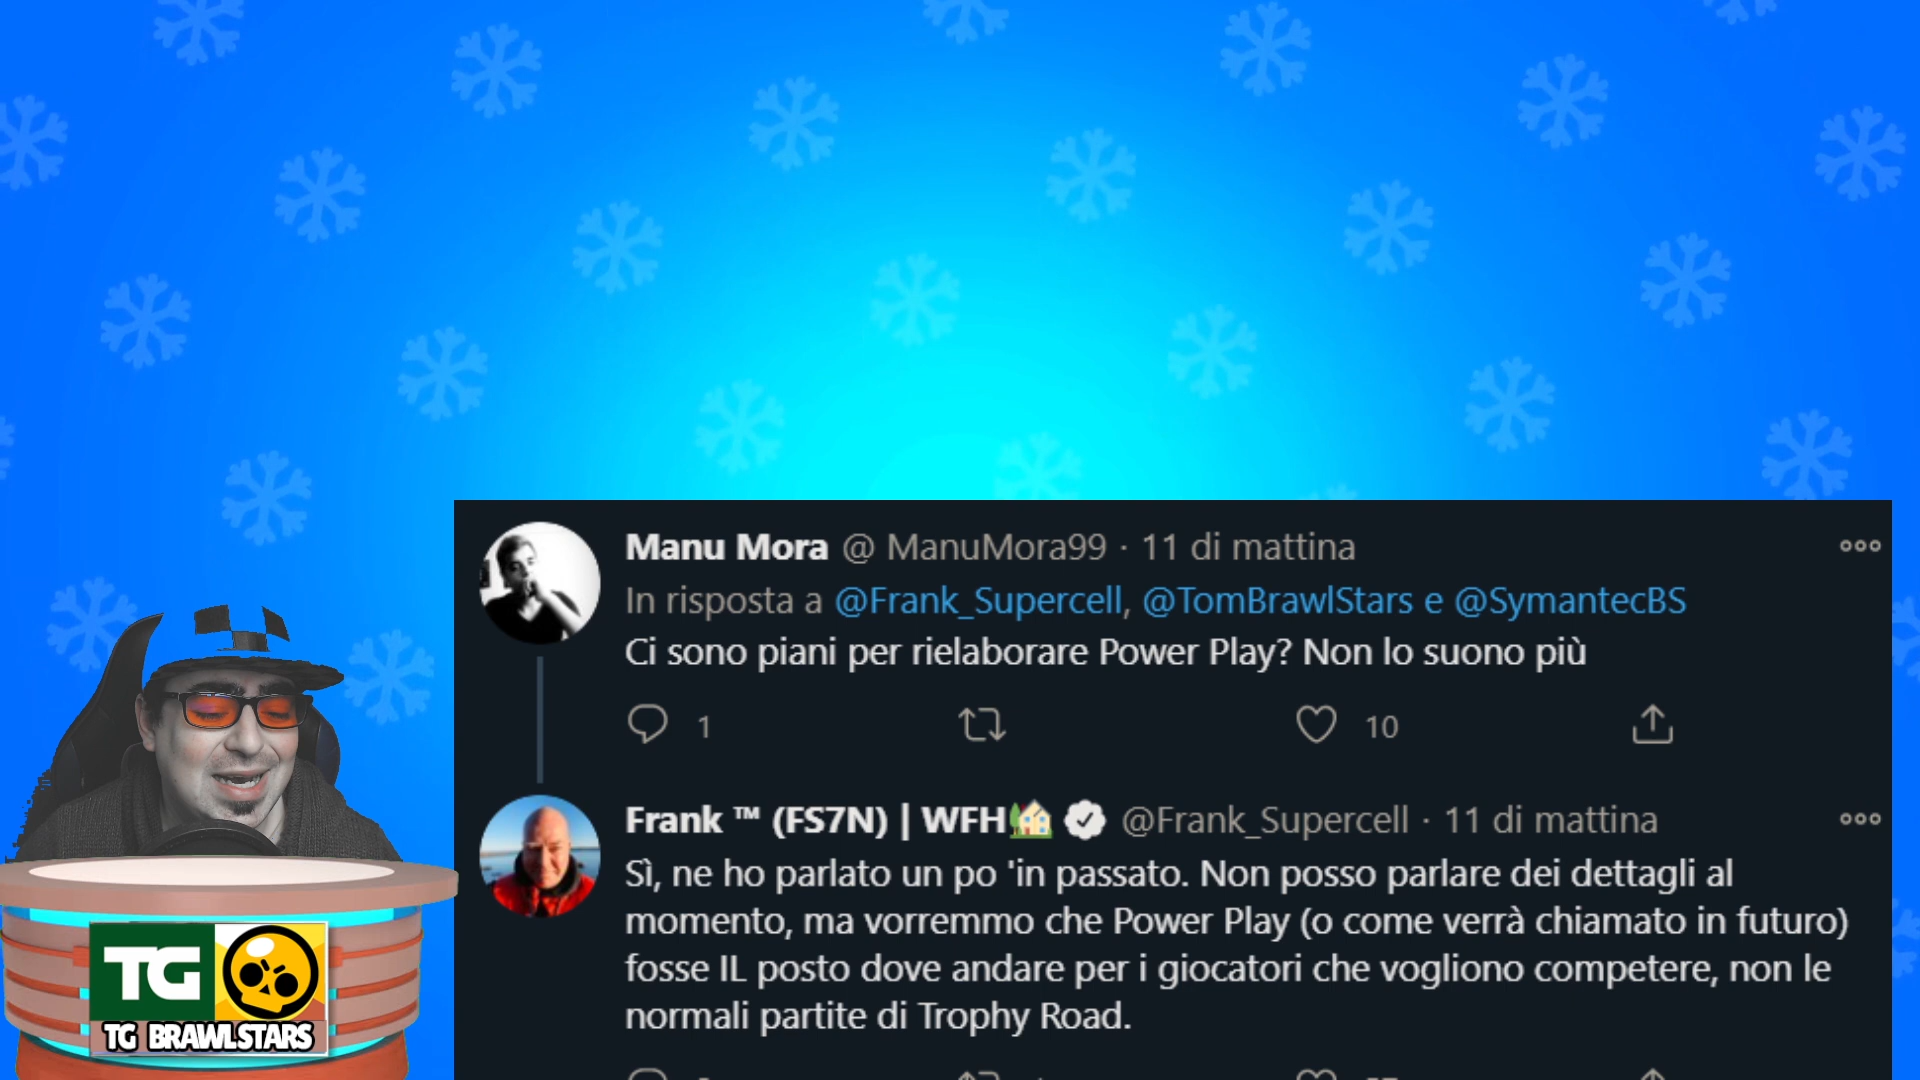 Manu Mora @ ManuMora99 · 11 di mattina
In risposta a @Frank_Supercell, @TomBrawlStars e @SymantecBS
Ci sono piani per rielaborare Power Play? Non lo suono più
1 10
Frank ™ (FS7N) | WFH🏡 @Frank_Supercell · 11 di mattina
Sì, ne ho parlato un po 'in passato. Non posso parlare dei dettagli al
momento, ma vorremmo che Power Play (o come verrà chiamato in futuro)
fosse IL posto dove andare per i giocatori che vogliono competere, non le
normali partite di Trophy Road.
TG
TG BRAWLSTARS